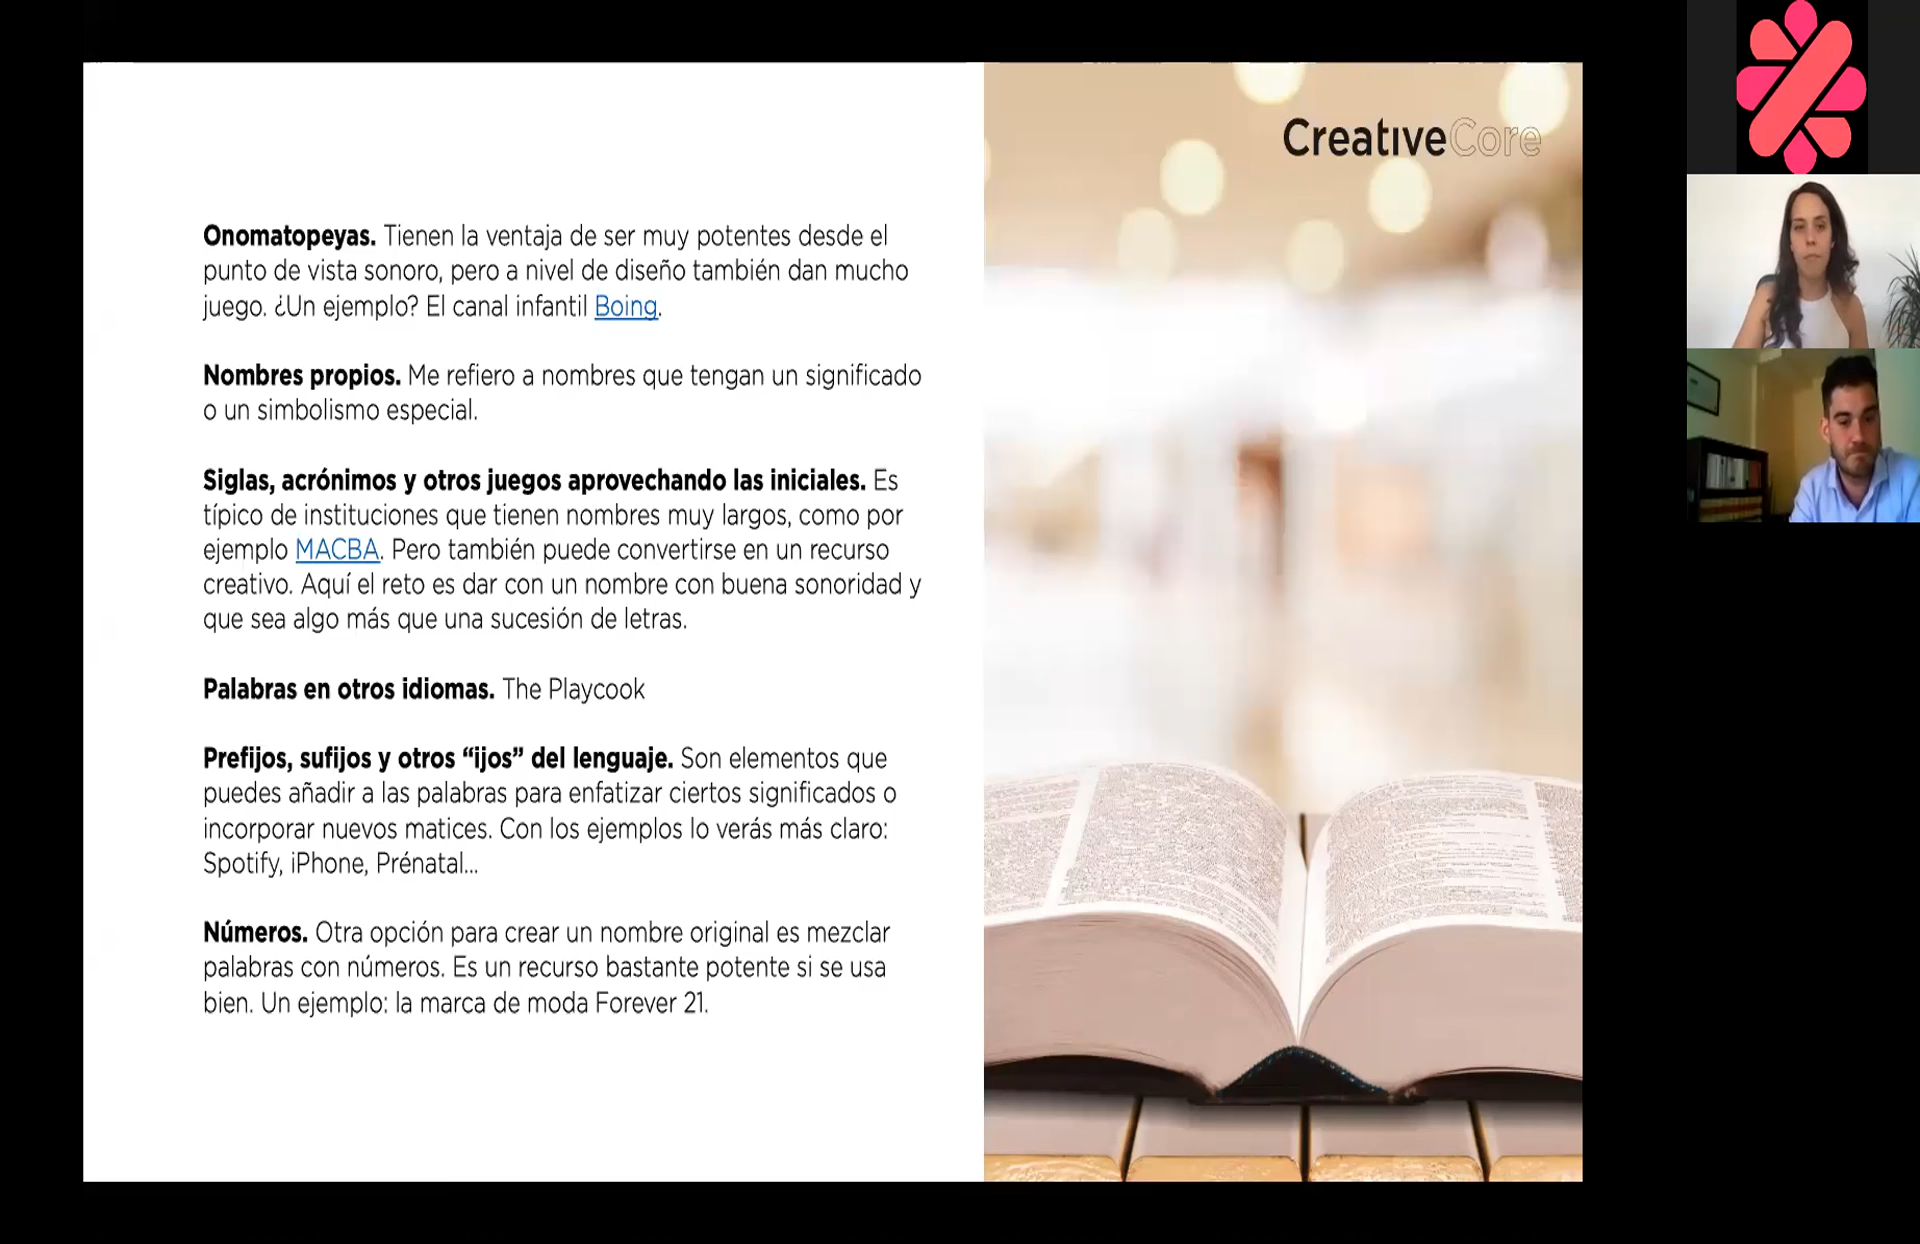 CreativeCore
Onomatopeyas. Tienen la ventaja de ser muy potentes desde el
punto de vista sonoro, pero a nivel de diseño también dan mucho
juego. ¿Un ejemplo? El canal infantil Boing.
Nombres propios. Me refiero a nombres que tengan un significado
o un simbolismo especial.
Siglas, acrónimos y otros juegos aprovechando las iniciales. Es
típico de instituciones que tienen nombres muy largos, como por
ejemplo MACBA. Pero también puede convertirse en un recurso
creativo. Aquí el reto es dar con un nombre con buena sonoridad y
que sea algo más que una sucesión de letras.
Palabras en otros idiomas. The Playcook
Prefijos, sufijos y otros “ijos” del lenguaje. Son elementos que
puedes añadir a las palabras para enfatizar ciertos significados o
incorporar nuevos matices. Con los ejemplos lo verás más claro:
Spotify, iPhone, Prénatal...
Números. Otra opción para crear un nombre original es mezclar
palabras con números. Es un recurso bastante potente si se usa
bien. Un ejemplo: la marca de moda Forever 21.